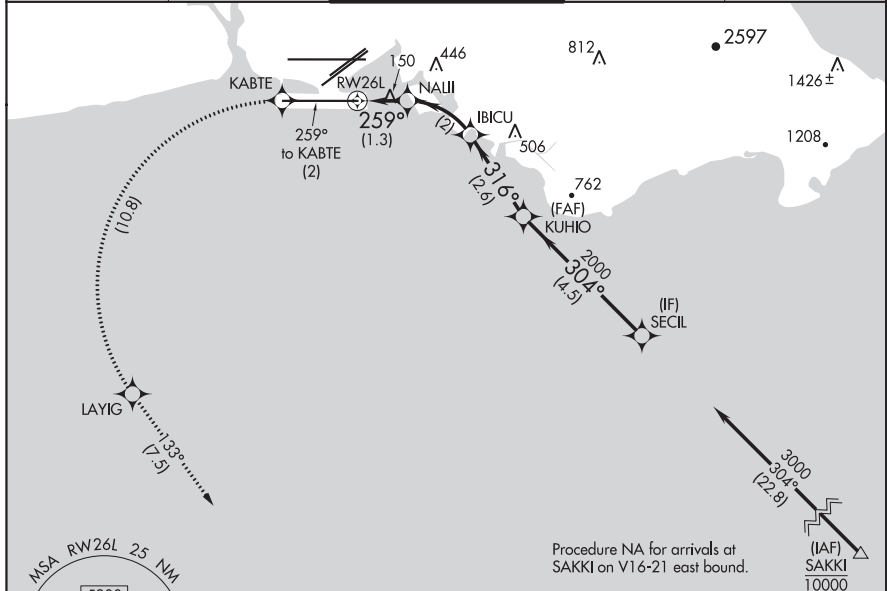 2597
446
812
150
1426±
KABTE
RW26L
NALII
259°
(1.3)
259°
to KABTE
(2)
(2)
IBICU
506
1208
316°
(2.6)
762
(FAF)
KUHIO
(10.8)
2000
304°
(4.5)
(IF)
SECIL
LAYIG
133°
(7.5)
3000
304°
(22.8)
MSA RW26L 25 NM
Procedure NA for arrivals at
SAKKI on V16-21 east bound.
(IAF)
SAKKI
10000